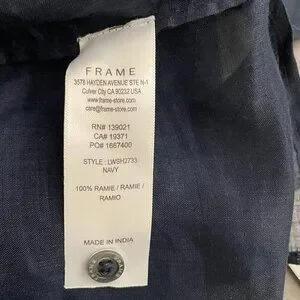 FRAME
3578 HAYDEN AVENUE STE N-1
Culver City CA 90232 USA
www.frame-store.com
care@frame-store.com
RN# 139021
CA# 19371
PO# 1667400
STYLE : LWSH2733
NAVY
100% RAMIE / RAMIE /
RAMIO
MADE IN INDIA